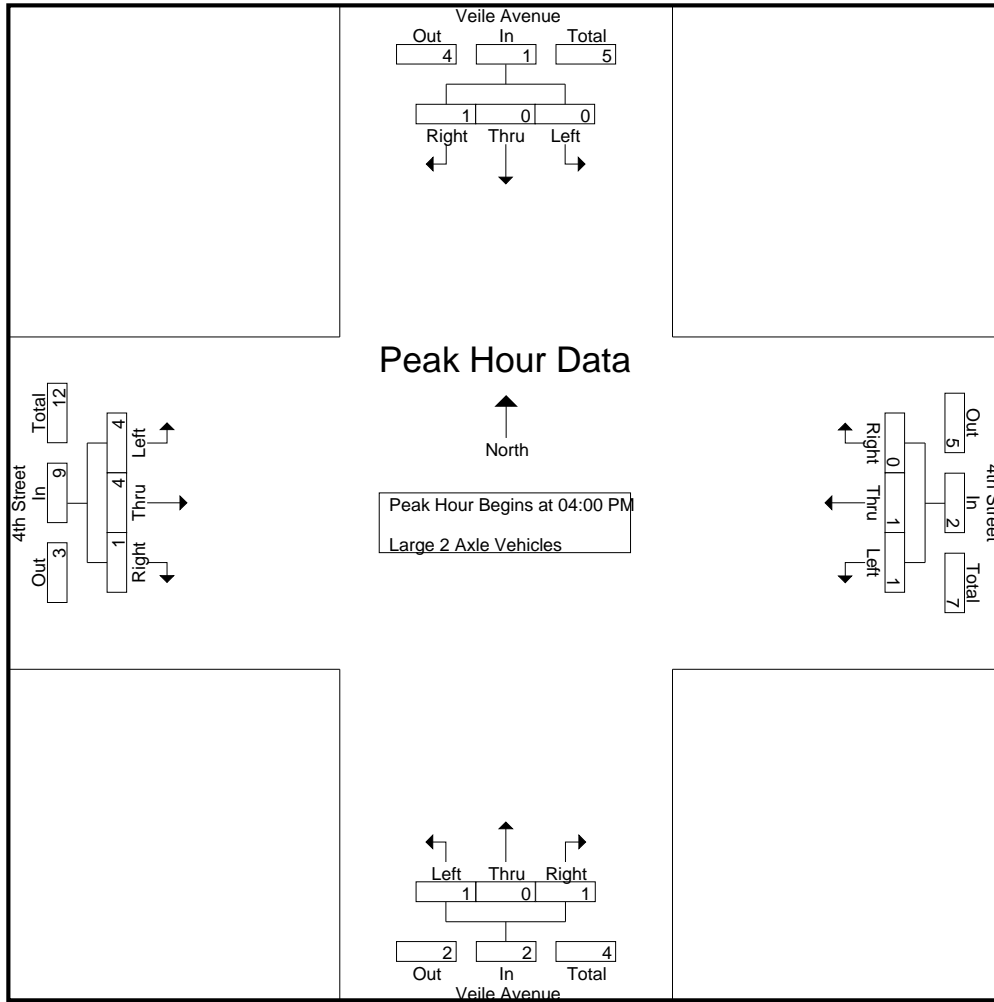 Veile Avenue
Out In Total
4 1 5
1 0 0
Right Thru Left
Peak Hour Data
North
Peak Hour Begins at 04:00 PM
Large 2 Axle Vehicles
4th Street
Total In Out
12 9 3
4 4 1
Left Thru Right
Right Thru Left
0 1 1
Out In Total
5 2 7
4th Street
Left Thru Right
1 0 1
2 2 4
Out In Total
Veile Avenue